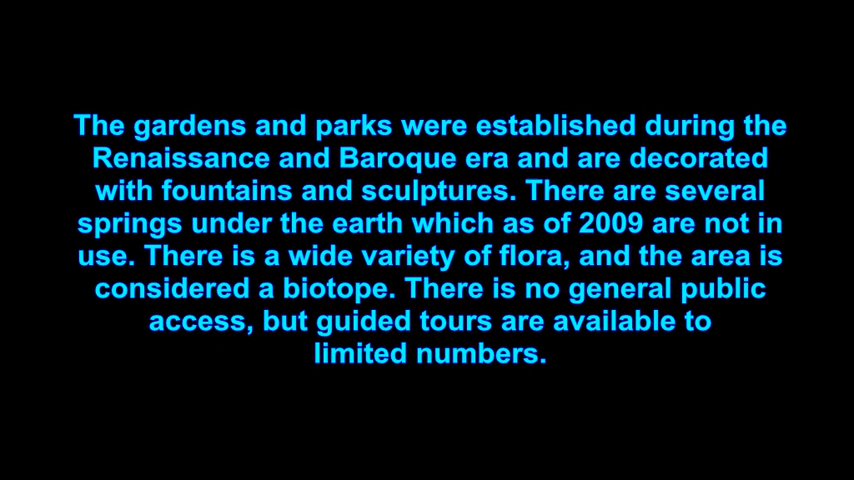 The gardens and parks were established during the
Renaissance and Baroque era and are decorated
with fountains and sculptures. There are several
springs under the earth which as of 2009 are not in
use. There is a wide variety of flora, and the area is
considered a biotope. There is no general public
access, but guided tours are available to
limited numbers.